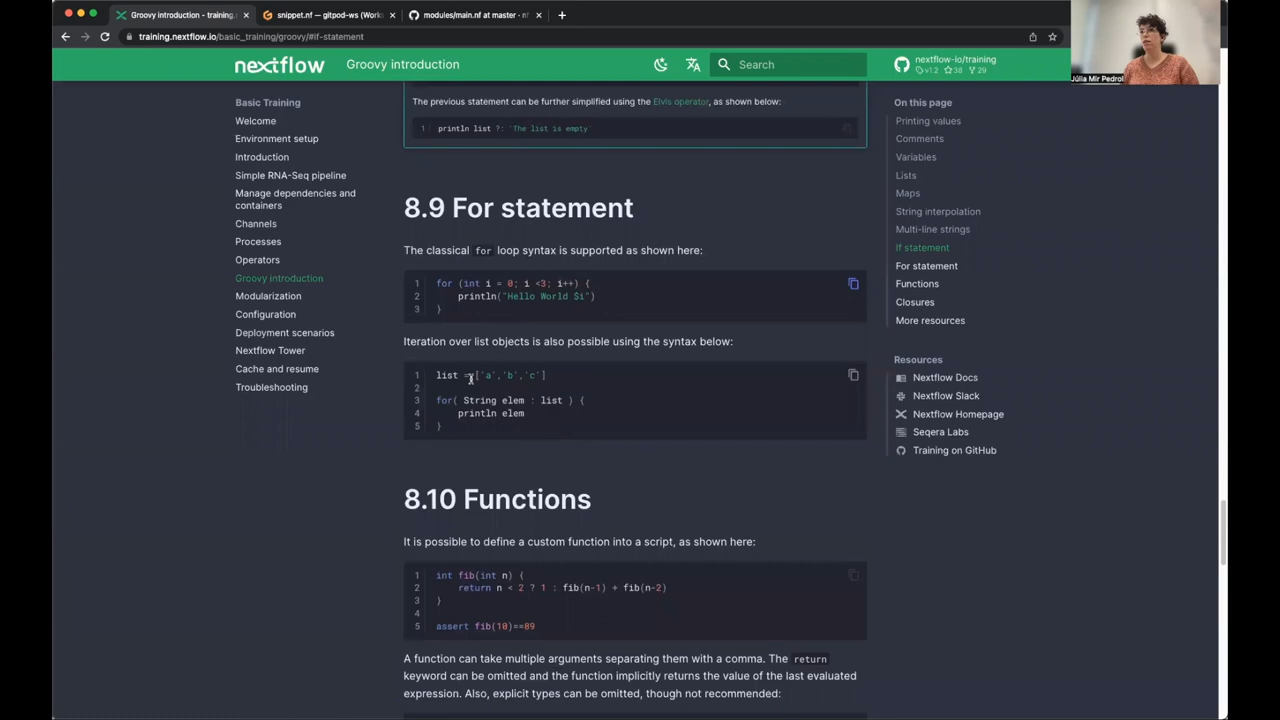 Groovy introduction - training.
snippet.nf — gitpod-ws (Works
modules/main.nf at master · nf
training.nextflow.io/basic_training/groovy/#if-statement
nextflow
Groovy introduction
Search
nextflow-io/training
v1.2 38 29
Júlia Mir Pedrol
Basic Training
Welcome
Environment setup
Introduction
Simple RNA-Seq pipeline
Manage dependencies and
containers
Channels
Processes
Operators
Groovy introduction
Modularization
Configuration
Deployment scenarios
Nextflow Tower
Cache and resume
Troubleshooting
The previous statement can be further simplified using the Elvis operator, as shown below:
1 println list ?: 'The list is empty'
8.9 For statement
The classical for loop syntax is supported as shown here:
1 for (int i = 0; i <3; i++) {
2 println("Hello World $i")
3 }
Iteration over list objects is also possible using the syntax below:
1 list = ['a','b','c']
2
3 for( String elem : list ) {
4 println elem
5 }
8.10 Functions
It is possible to define a custom function into a script, as shown here:
1 int fib(int n) {
2 return n < 2 ? 1 : fib(n-1) + fib(n-2)
3 }
4
5 assert fib(10)==89
A function can take multiple arguments separating them with a comma. The return
keyword can be omitted and the function implicitly returns the value of the last evaluated
expression. Also, explicit types can be omitted, though not recommended:
On this page
Printing values
Comments
Variables
Lists
Maps
String interpolation
Multi-line strings
If statement
For statement
Functions
Closures
More resources
Resources
Nextflow Docs
Nextflow Slack
Nextflow Homepage
Seqera Labs
Training on GitHub